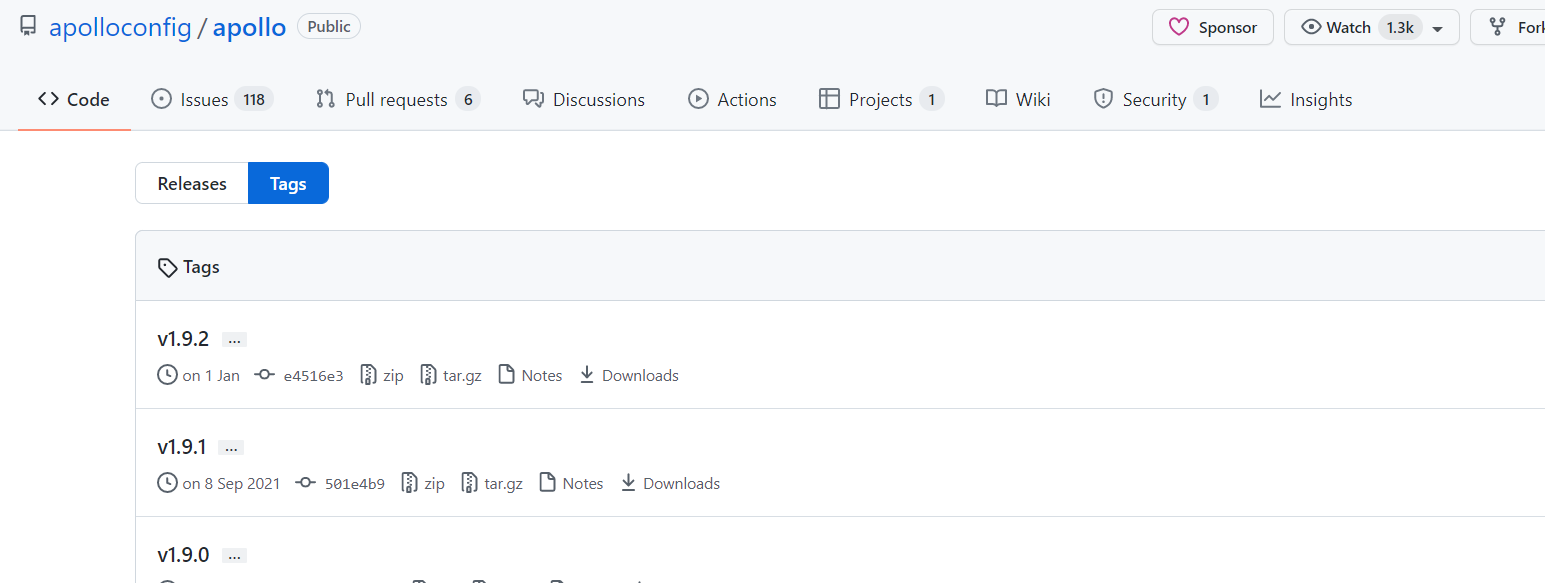 apolloconfig / apollo Public Sponsor Watch 1.3k
Code Issues 118 Pull requests 6 Discussions Actions Projects 1 Wiki Security 1 Insights
Releases Tags
Tags
v1.9.2 ...
on 1 Jan e4516e3 zip tar.gz Notes Downloads
v1.9.1 ...
on 8 Sep 2021 501e4b9 zip tar.gz Notes Downloads
v1.9.0 ...